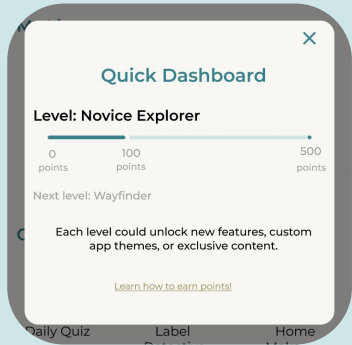 Quick Dashboard
Level: Novice Explorer
0 100 500
points points points
Next level: Wayfinder
Each level could unlock new features, custom
app themes, or exclusive content.
Learn how to earn points!
Daily Quiz Label Home